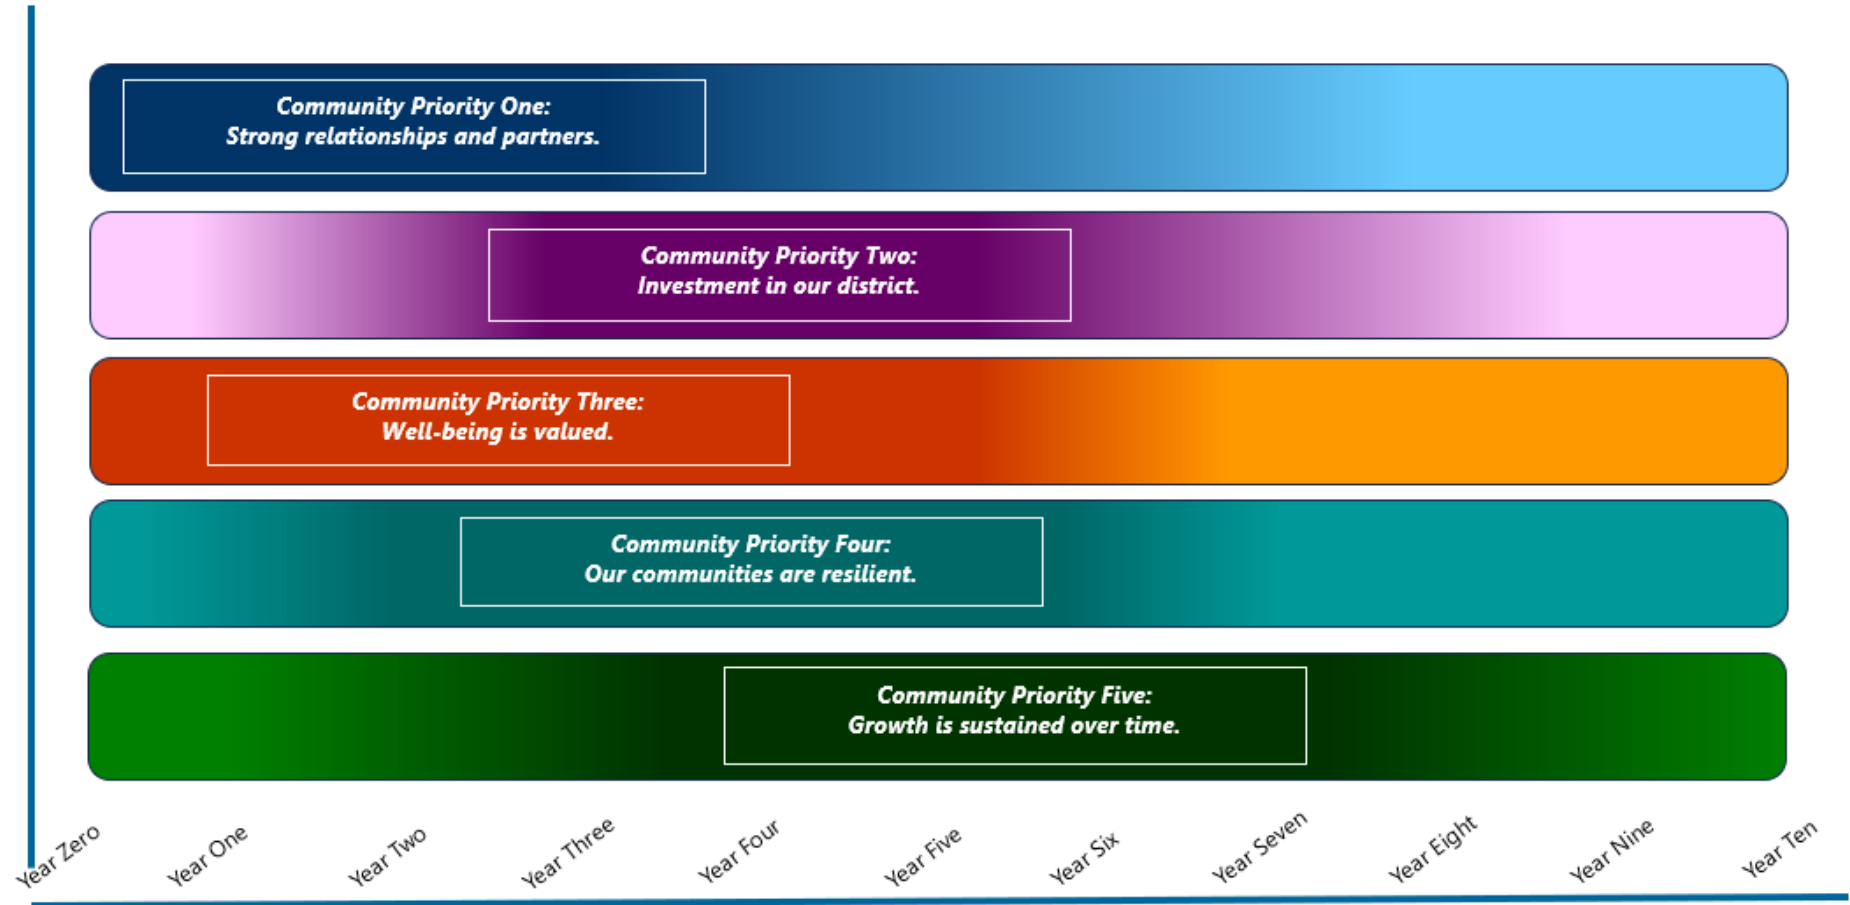 Community Priority One:
Strong relationships and partners.
Community Priority Two:
Investment in our district.
Community Priority Three:
Well-being is valued.
Community Priority Four:
Our communities are resilient.
Community Priority Five:
Growth is sustained over time.
Year Zero
Year One
Year Two
Year Three
Year Four
Year Five
Year Six
Year Seven
Year Eight
Year Nine
Year Ten